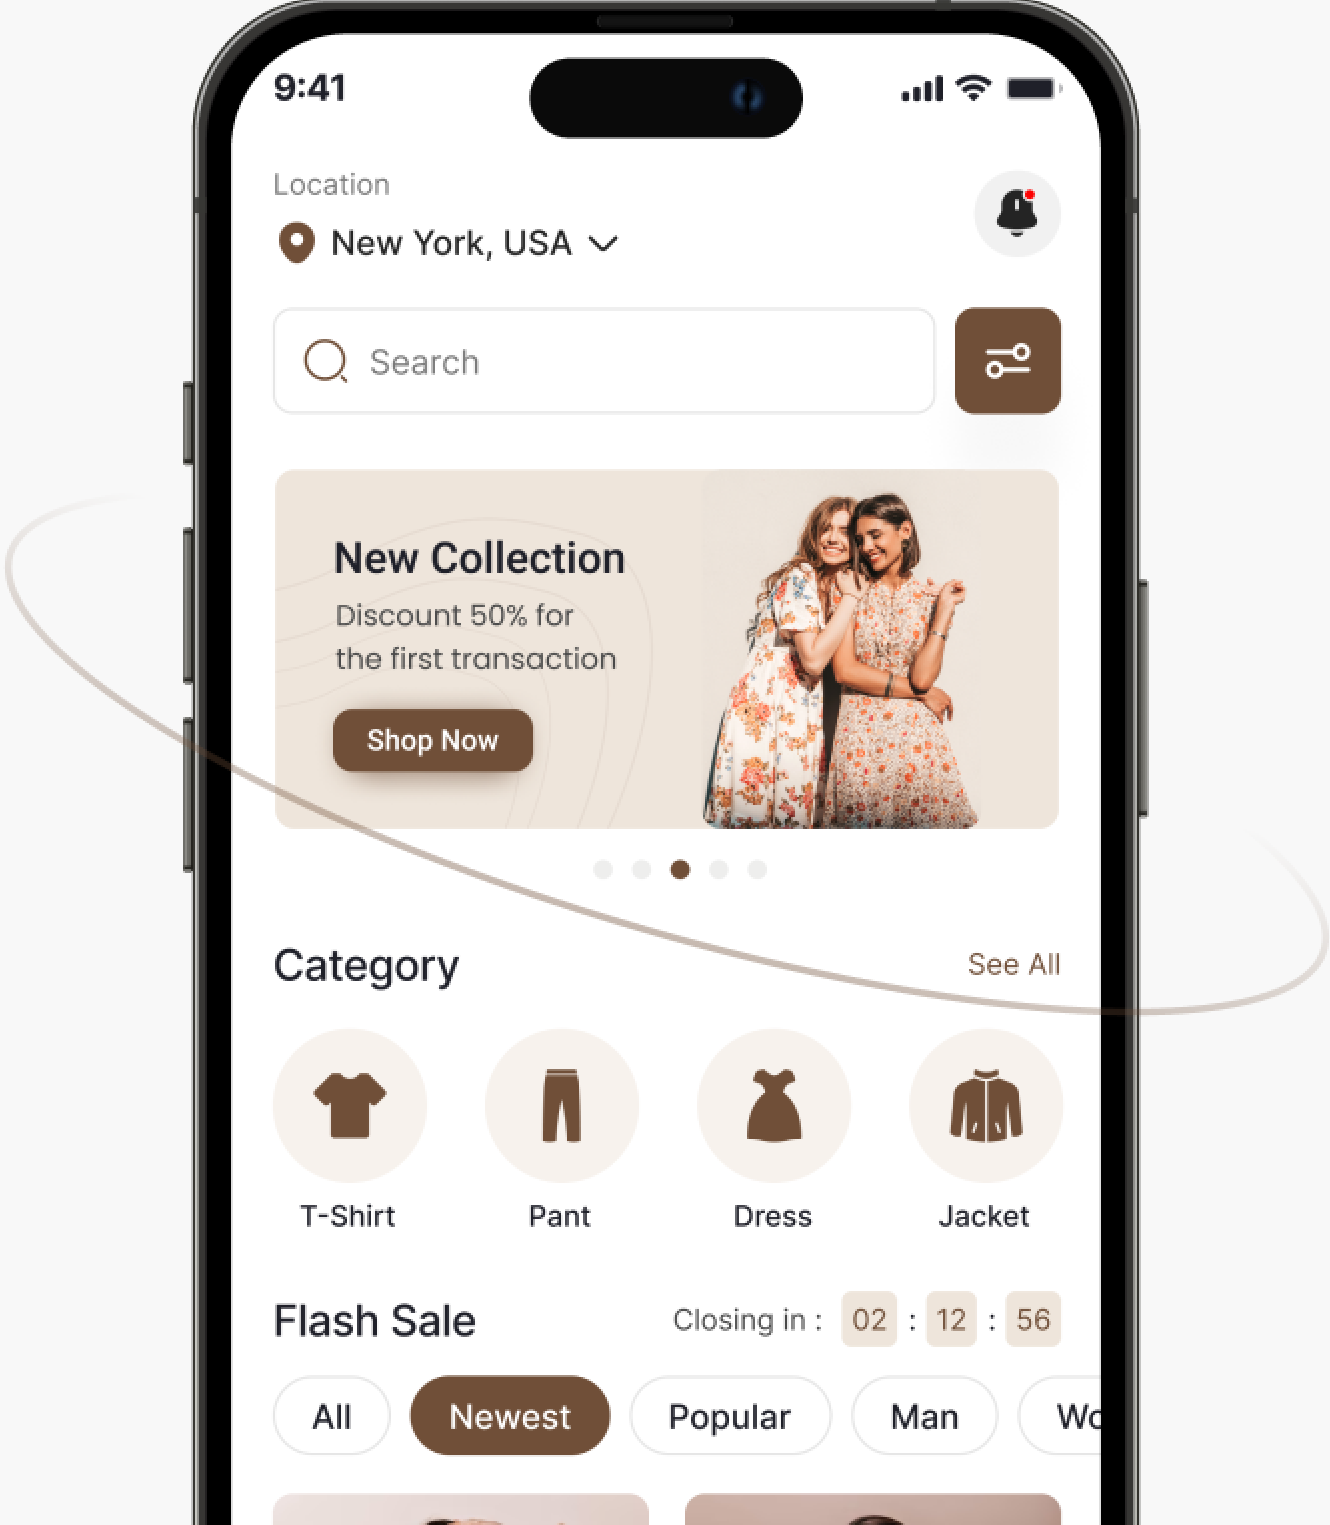 9:41
Location
New York, USA
Search
New Collection
Discount 50% for
the first transaction
Shop Now
Category
See All
T-Shirt
Pant
Dress
Jacket
Flash Sale
Closing in : 02 : 12 : 56
All
Newest
Popular
Man
Wo